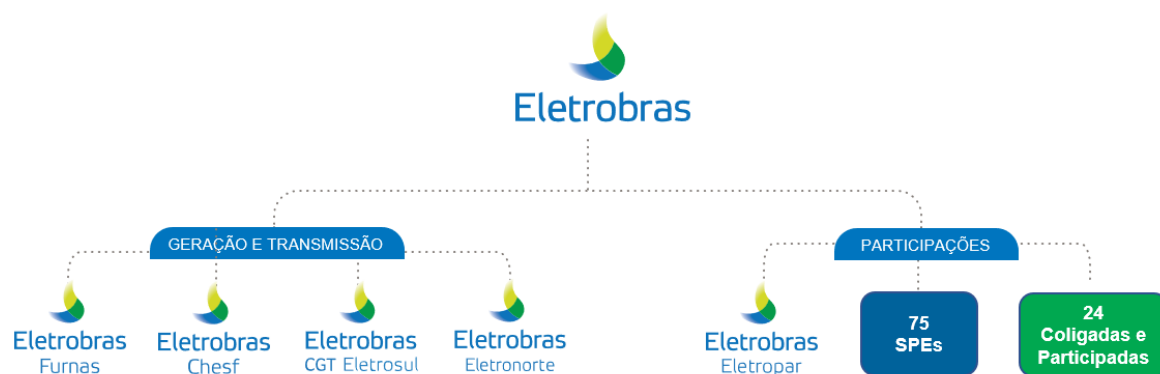 Eletrobras
GERAÇÃO E TRANSMISSÃO
PARTICIPAÇÕES
Eletrobras
Furnas
Eletrobras
Chesf
Eletrobras
CGT Eletrosul
Eletrobras
Eletronorte
Eletrobras
Eletropar
75
SPEs
24
Coligadas e
Participadas